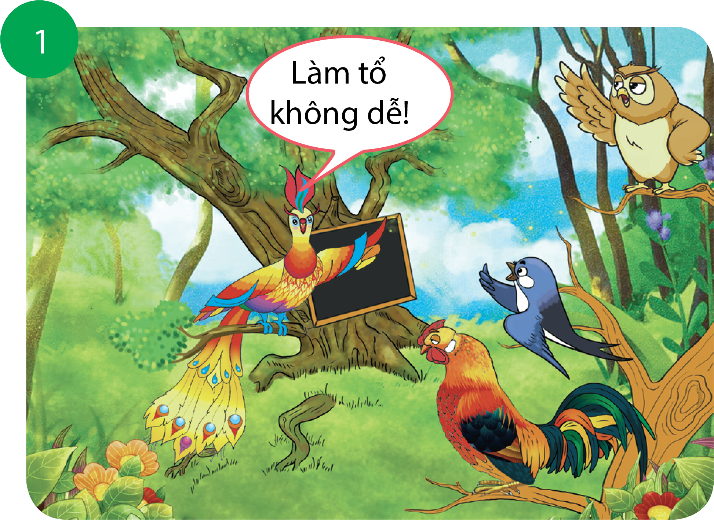 1
Làm tổ
không dễ!